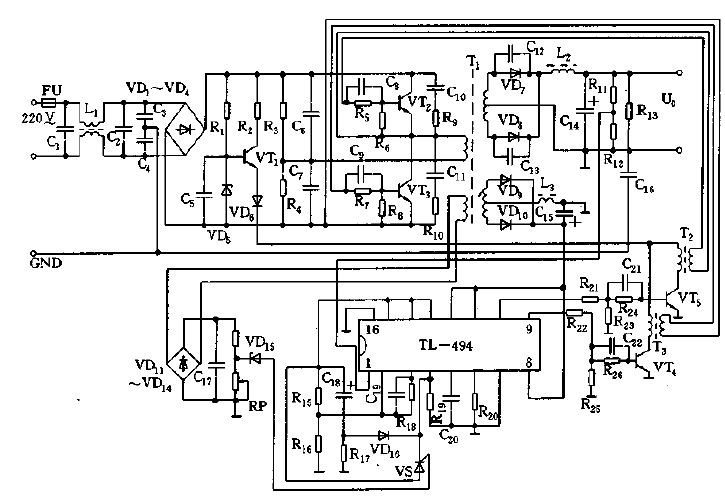 FU
VD₁~VD₄
L₁
C₃
220V
C₁
C₂
C₄
R₁
R₂
R₃
C₆
VT₁
C₅
VD₅
VD₆
C₇
R₄
C₈
R₅
VT₂
R₆
C₁₀
R₉
C₉
R₇
VT₃
R₈
C₁₁
R₁₀
T₁
C₁₂
VD₇
L₂
VD₈
C₁₃
C₁₄
R₁₁
U₀
R₁₃
R₁₂
VD₉
L₃
VD₁₀
C₁₅
C₁₆
GND
T₂
C₂₁
R₂₁
R₂₄
VT₅
R₂₃
T₃
R₂₂
C₂₂
R₂₆
VT₄
R₂₅
16
9
TL-494
1
8
VD₁₁
~VD₁₄
C₁₇
VD₁₅
RP
R₁₅
C₁₈
C₁₉
R₁₈
R₁₉
C₂₀
R₂₀
R₁₆
R₁₇
VD₁₆
VS